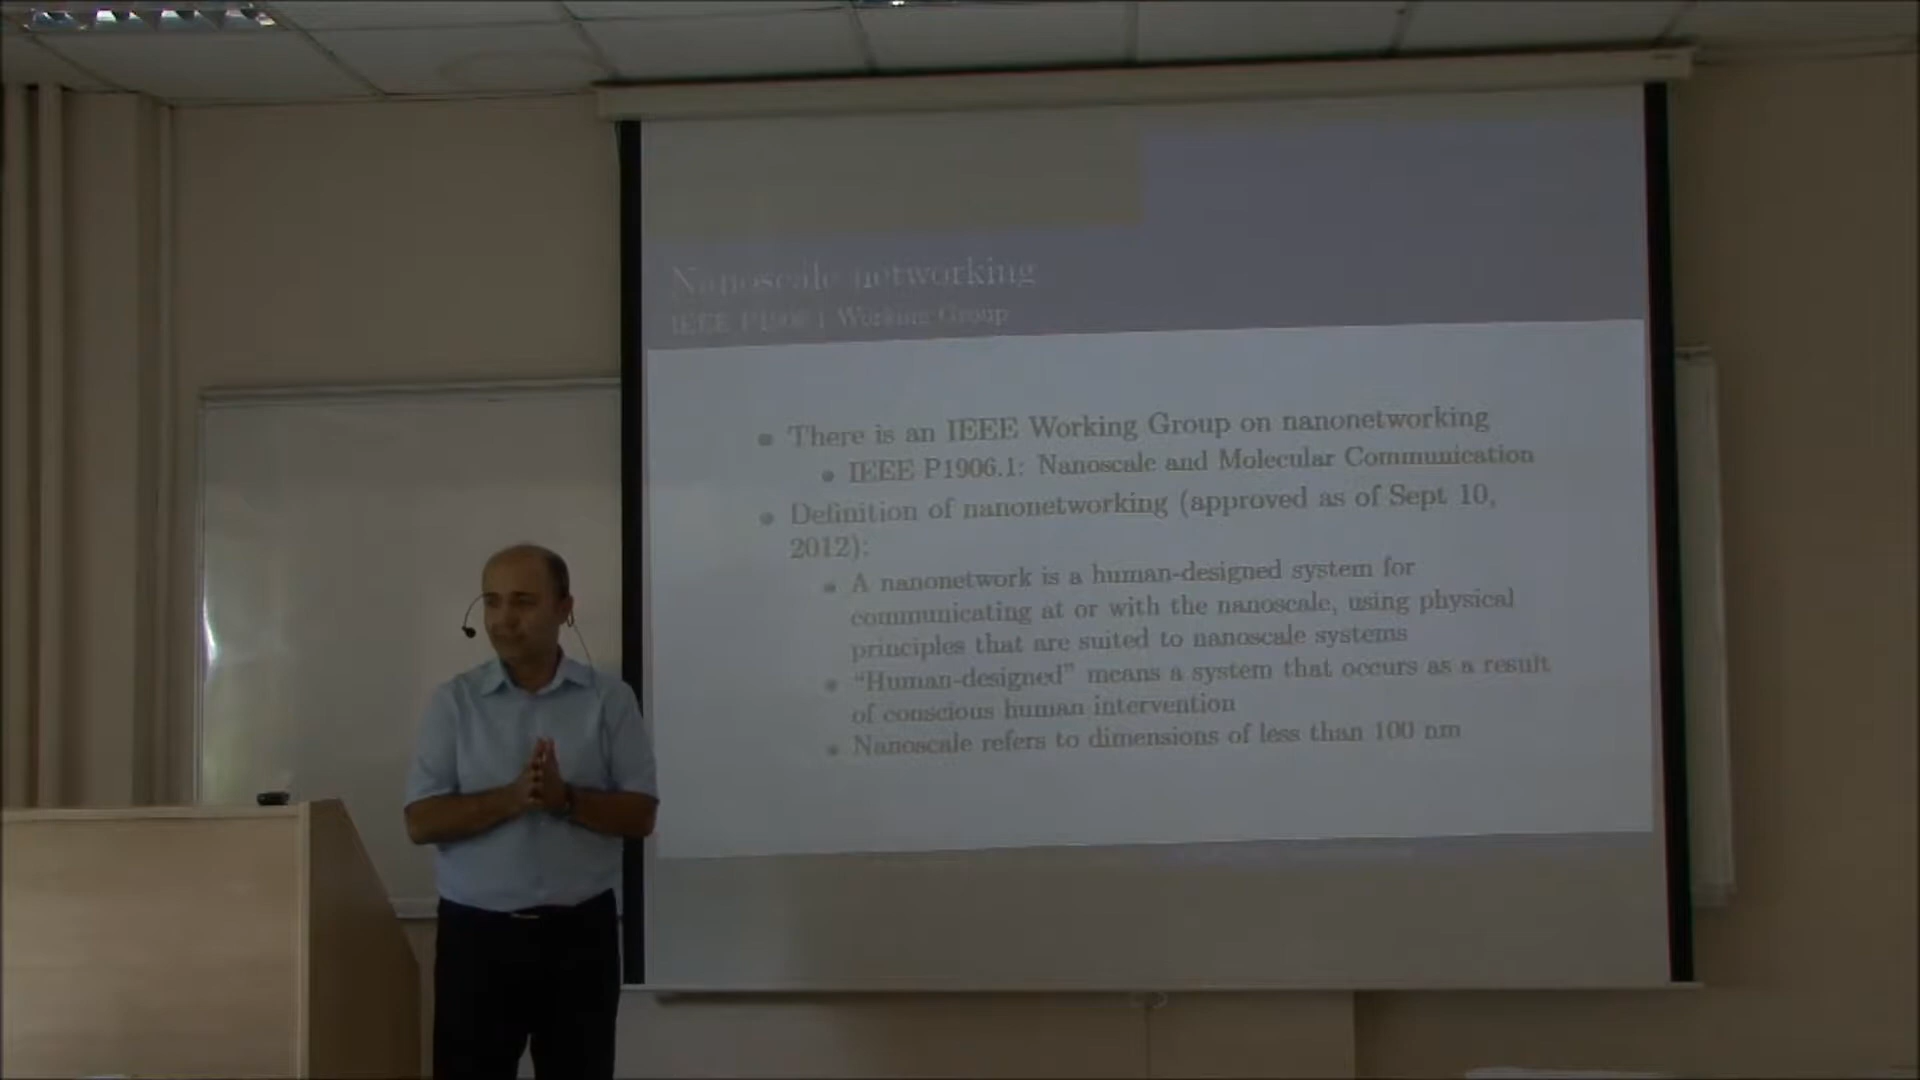 Nanoscale networking
IEEE P1906.1 Working Group
There is an IEEE Working Group on nanonetworking
IEEE P1906.1: Nanoscale and Molecular Communication
Definition of nanonetworking (approved as of Sept 10,
2012):
A nanonetwork is a human-designed system for
communicating at or with the nanoscale, using physical
principles that are suited to nanoscale systems
“Human-designed” means a system that occurs as a result
of conscious human intervention
Nanoscale refers to dimensions of less than 100 nm